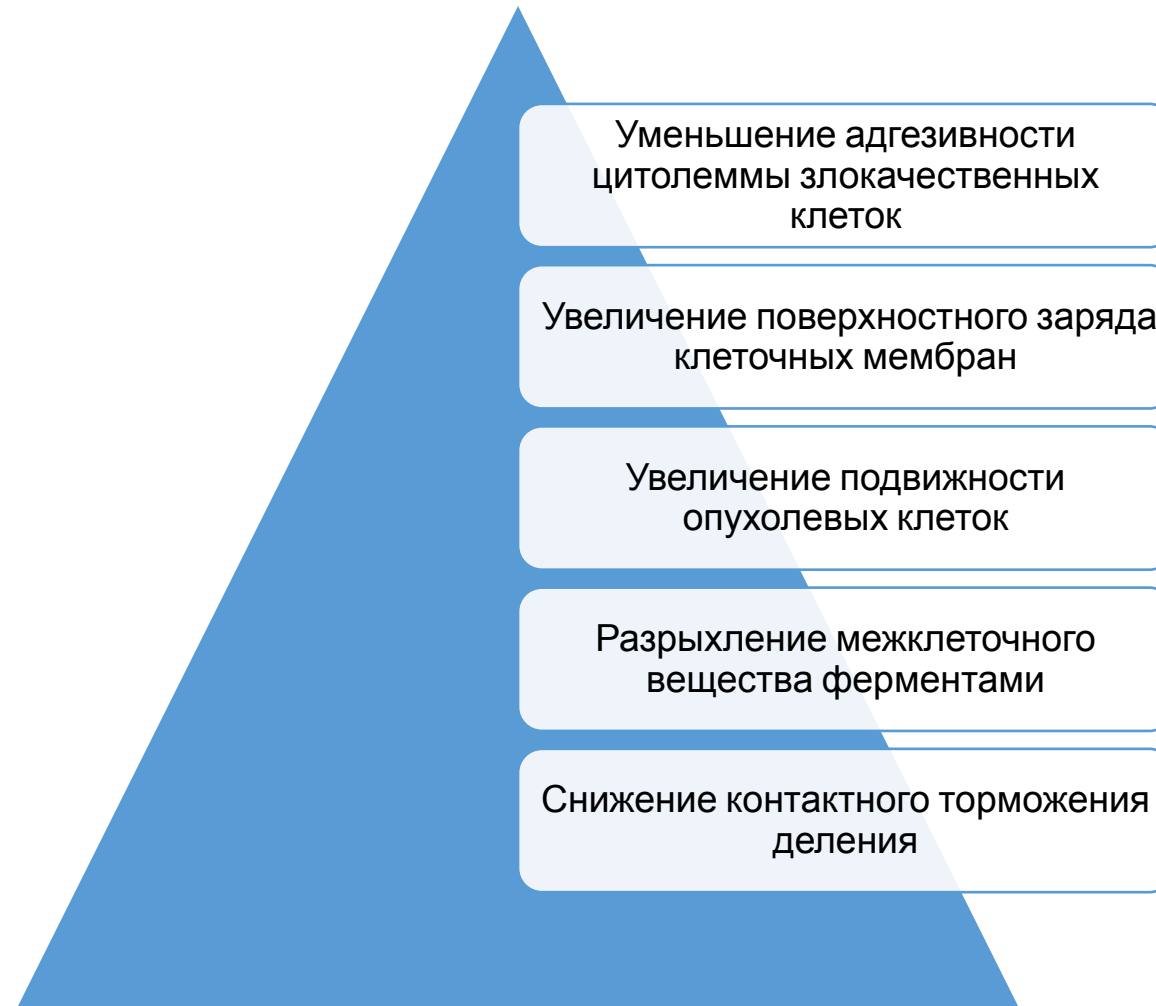 Уменьшение адгезивности
цитолеммы злокачественных
клеток
Увеличение поверхностного заряда
клеточных мембран
Увеличение подвижности
опухолевых клеток
Разрыхление межклеточного
вещества ферментами
Снижение контактного торможения
деления